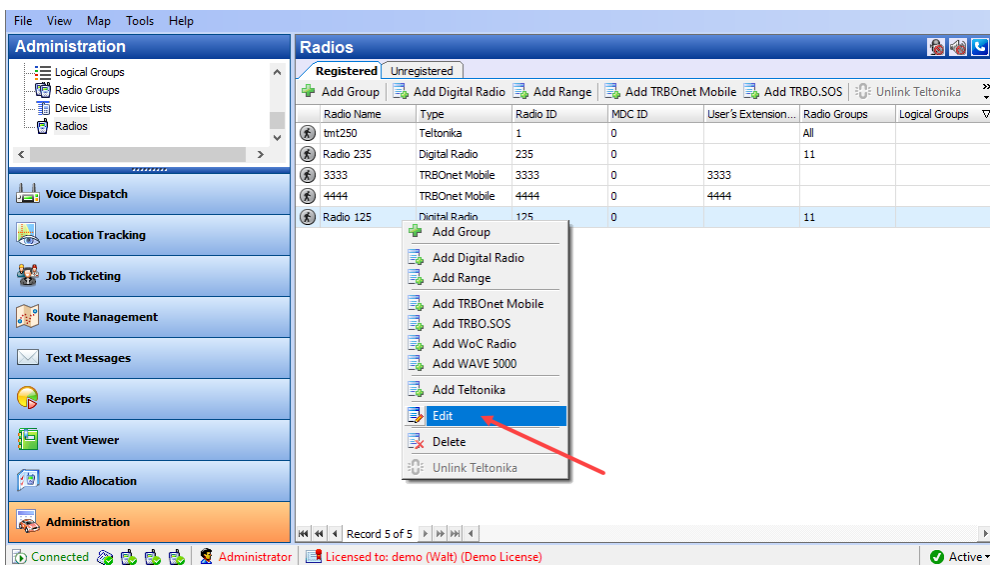 File View Map Tools Help
Administration
Logical Groups
Radio Groups
Device Lists
Radios
Voice Dispatch
Location Tracking
Job Ticketing
Route Management
Text Messages
Reports
Event Viewer
Radio Allocation
Administration
Radios
Registered Unregistered
Add Group Add Digital Radio Add Range Add TRBOnet Mobile Add TRBO.SOS Unlink Teltonika
Radio Name Type Radio ID MDC ID User's Extension... Radio Groups Logical Groups
tmt250 Teltonika 1 0 All
Radio 235 Digital Radio 235 0 11
3333 TRBOnet Mobile 3333 0 3333
4444 TRBOnet Mobile 4444 0 4444
Radio 125 Digital Radio 125 0 11
Add Group
Add Digital Radio
Add Range
Add TRBOnet Mobile
Add TRBO.SOS
Add WoC Radio
Add WAVE 5000
Add Teltonika
Edit
Delete
Unlink Teltonika
Record 5 of 5
Connected Administrator Licensed to: demo (Walt) (Demo License) Active